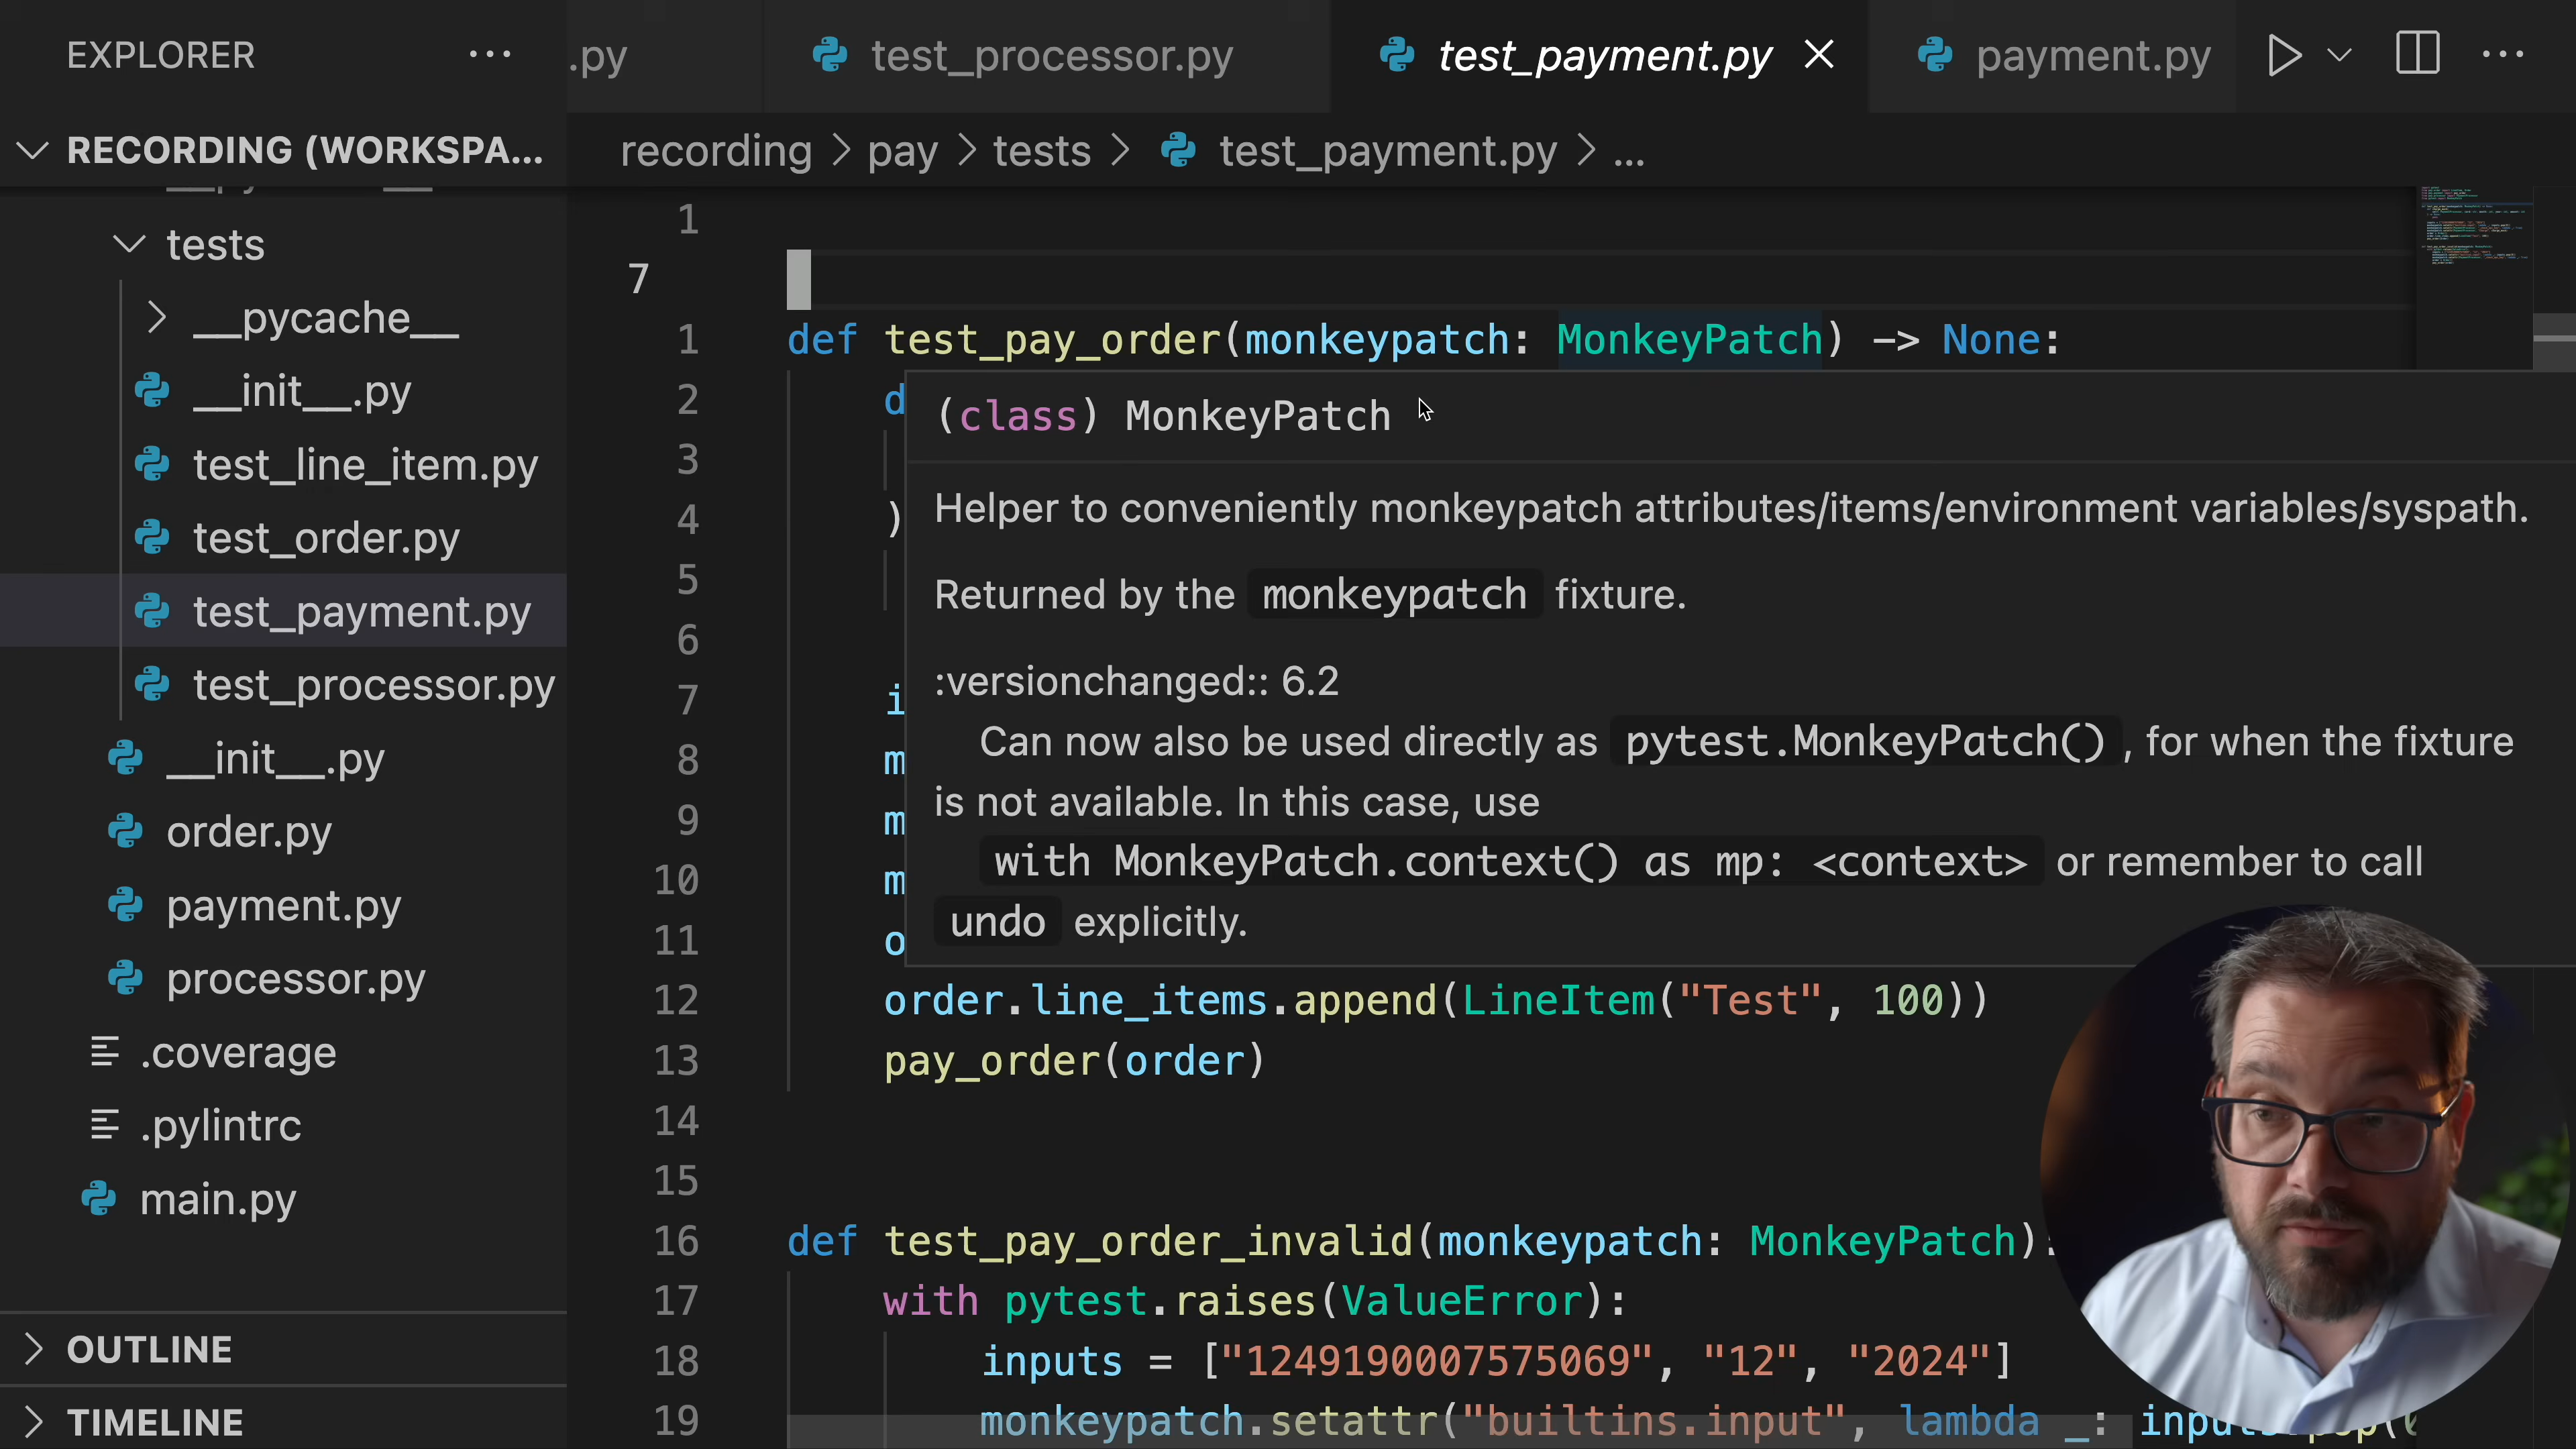 EXPLORER
.py
test_processor.py
test_payment.py
payment.py
RECORDING (WORKSPA...
recording > pay > tests > test_payment.py > ...
tests
__pycache__
__init__.py
test_line_item.py
test_order.py
test_payment.py
test_processor.py
__init__.py
order.py
payment.py
processor.py
.coverage
.pylintrc
main.py
OUTLINE
TIMELINE
1
7
1 def test_pay_order(monkeypatch: MonkeyPatch) -> None:
2 d
3
4 )
5
6
7 i
8 m
9 m
10 m
11 o
(class) MonkeyPatch
Helper to conveniently monkeypatch attributes/items/environment variables/syspath.
Returned by the monkeypatch fixture.
:versionchanged:: 6.2
Can now also be used directly as pytest.MonkeyPatch(), for when the fixture
is not available. In this case, use
with MonkeyPatch.context() as mp: <context> or remember to call
undo explicitly.
12 order.line_items.append(LineItem("Test", 100))
13 pay_order(order)
14
15
16 def test_pay_order_invalid(monkeypatch: MonkeyPatch):
17 with pytest.raises(ValueError):
18 inputs = ["1249190007575069", "12", "2024"]
19 monkeypatch.setattr("builtins.input", lambda _: